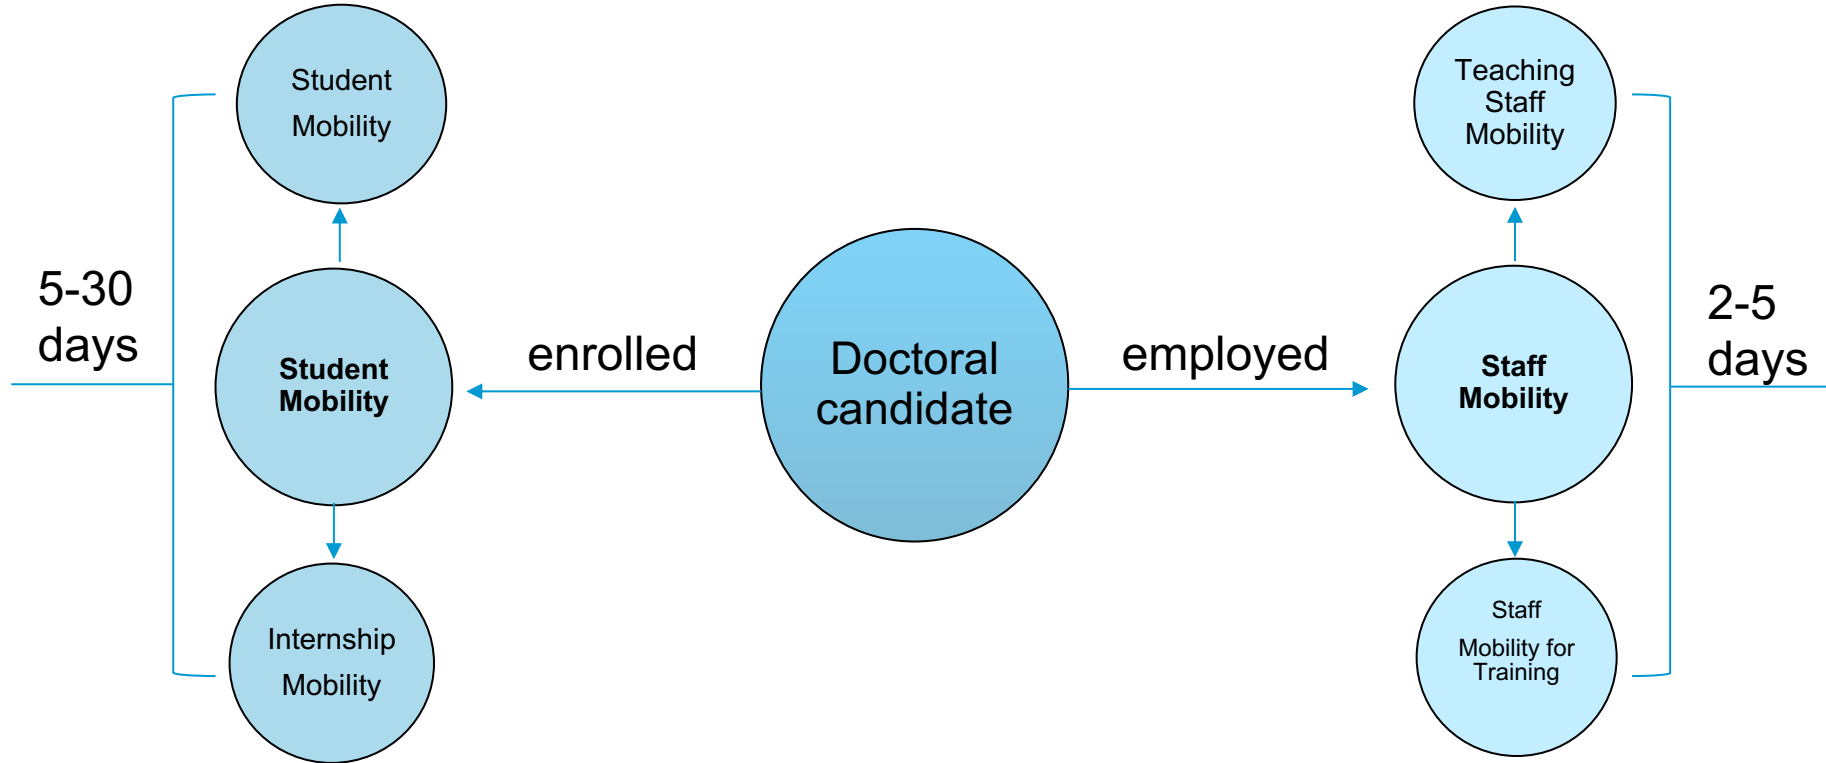 Student
Mobility
5-30
days
Student
Mobility
Internship
Mobility
enrolled
Doctoral
candidate
employed
Teaching
Staff
Mobility
Staff
Mobility
2-5
days
Staff
Mobility for
Training